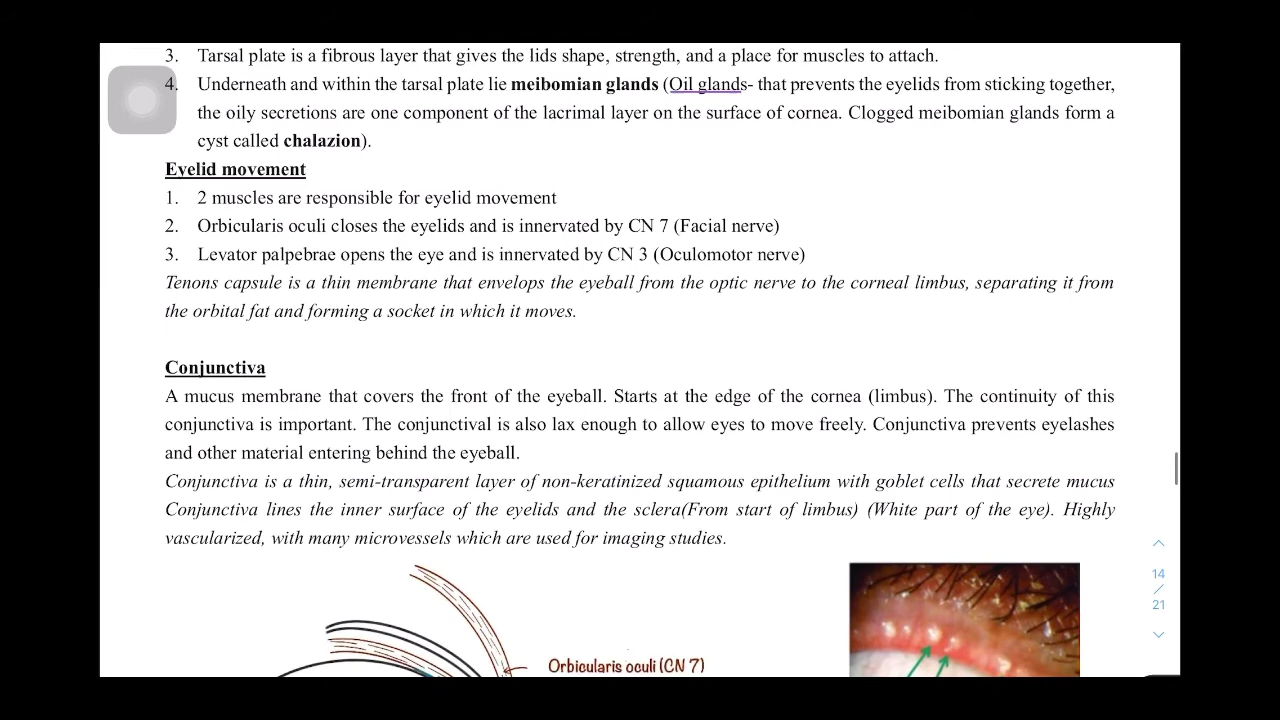 3. Tarsal plate is a fibrous layer that gives the lids shape, strength, and a place for muscles to attach.
4. Underneath and within the tarsal plate lie meibomian glands (Oil glands- that prevents the eyelids from sticking together,
the oily secretions are one component of the lacrimal layer on the surface of cornea. Clogged meibomian glands form a
cyst called chalazion).
Eyelid movement
1. 2 muscles are responsible for eyelid movement
2. Orbicularis oculi closes the eyelids and is innervated by CN 7 (Facial nerve)
3. Levator palpebrae opens the eye and is innervated by CN 3 (Oculomotor nerve)
Tenons capsule is a thin membrane that envelops the eyeball from the optic nerve to the corneal limbus, separating it from
the orbital fat and forming a socket in which it moves.
Conjunctiva
A mucus membrane that covers the front of the eyeball. Starts at the edge of the cornea (limbus). The continuity of this
conjunctiva is important. The conjunctival is also lax enough to allow eyes to move freely. Conjunctiva prevents eyelashes
and other material entering behind the eyeball.
Conjunctiva is a thin, semi-transparent layer of non-keratinized squamous epithelium with goblet cells that secrete mucus
Conjunctiva lines the inner surface of the eyelids and the sclera(From start of limbus) (White part of the eye). Highly
vascularized, with many microvessels which are used for imaging studies.
14
/
21
Orbicularis oculi (CN 7)